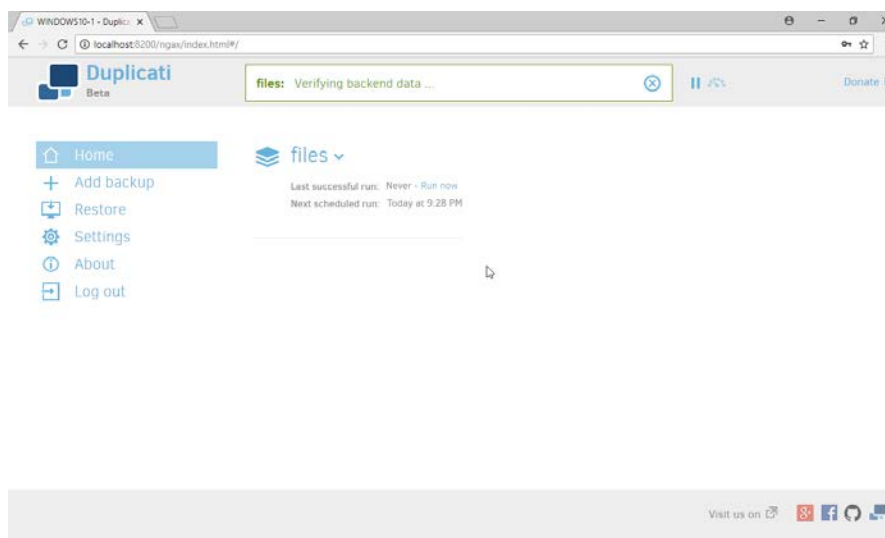 WINDOWS10-1 - Duplic
localhost:8200/ngax/index.html#/
Duplicati
Beta
files: Verifying backend data ...
Donate
Home
Add backup
Restore
Settings
About
Log out
files
Last successful run: Never - Run now
Next scheduled run: Today at 9:28 PM
Visit us on